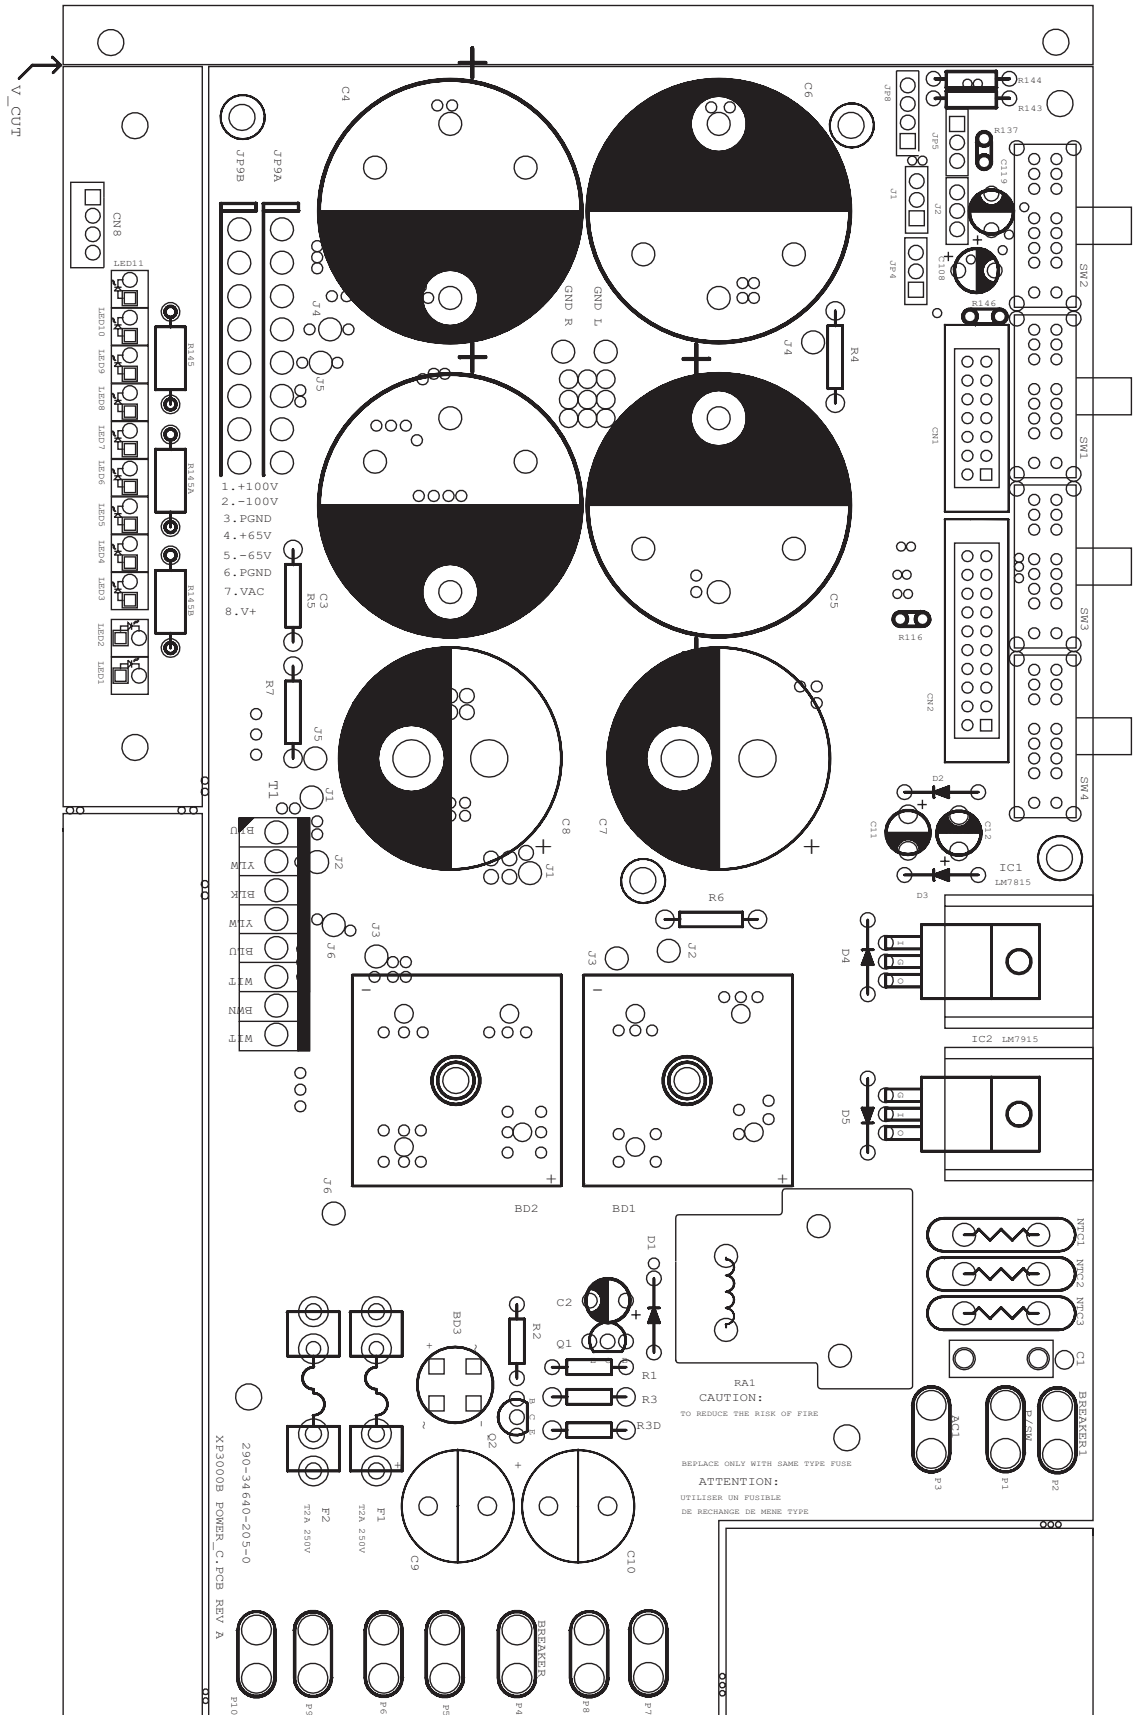 V_CUT
C4
C6
JP8
R144
R143
JP5
R137
C119
J1
J2
JP4
C108
R146
SW2
JP9B
JP9A
CN8
LED11
LED10
LED9
LED8
LED7
LED6
LED5
LED4
LED3
LED2
LED1
R145
R145A
R145B
J4
J5
GND R
GND L
J4
R4
CN1
SW1
1.+100V
2.-100V
3.PGND
4.+65V
5.-65V
6.PGND
7.VAC
8.V+
C3
R5
C5
R116
SW3
CN2
R7
J5
T1
J1
C8
C7
J1
D2
C11
C12
SW4
D3
IC1
LM7815
BLU
YLW
BLK
YLW
BLU
WIT
BWN
WIT
J2
J6
J3
R6
J3
J2
D4
I
G
O
IC2 LM7915
D5
G
I
O
-
-
+
+
BD2
BD1
J6
D1
NTC1
NTC2
NTC3
C2
+
Q1
BD3
R2
R1
R3
R3D
B
C
E
Q2
RA1
C1
CAUTION:
TO REDUCE THE RISK OF FIRE
BEPLACE ONLY WITH SAME TYPE FUSE
ATTENTION:
UTILISER UN FUSIBLE
DE RECHANGE DE MENE TYPE
AC1
P/SW
BREAKER1
P3
P1
P2
XP3000B POWER_C.PCB REV A
290-34640-205-0
F2
T2A 250V
F1
T2A 250V
C9
C10
BREAKER
P10
P9
P6
P5
P4
P8
P7